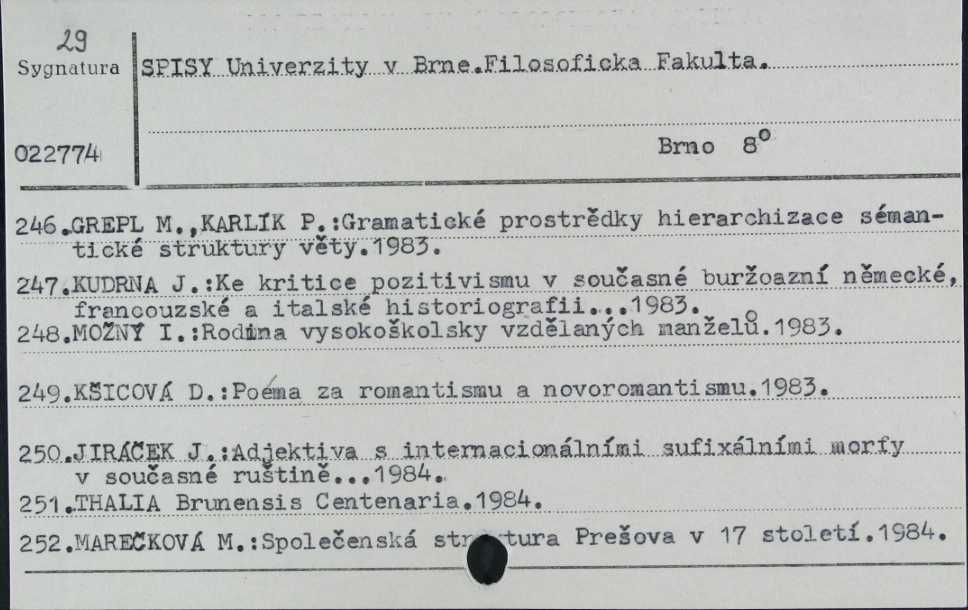 29
Sygnatura
SPISY Univerzity v Brne.Filosoficka Fakulta.
022774
Brno 8°
246.GREPL M.,KARLÍK P.:Gramatické prostrědky hierarchizace séman-
tické struktury věty.1983.
247.KUDRNA J.:Ke kritice pozitivismu v současné buržoazní německé,
francouzské a italské historiografii...1983.
248.MOŽNÝ I.:Rodina vysokoškolsky vzdělaných manželů.1983.
249.KŠICOVÁ D.:Poéma za romantismu a novoromantismu.1983.
250.JIRÁČEK J.:Adjektiva s internacionálními sufixálními morfy
v současné ruštině...1984.
251.THALIA Brunensis Centenaria.1984.
252.MAREČKOVÁ M.:Společenská struktura Prešova v 17 století.1984.